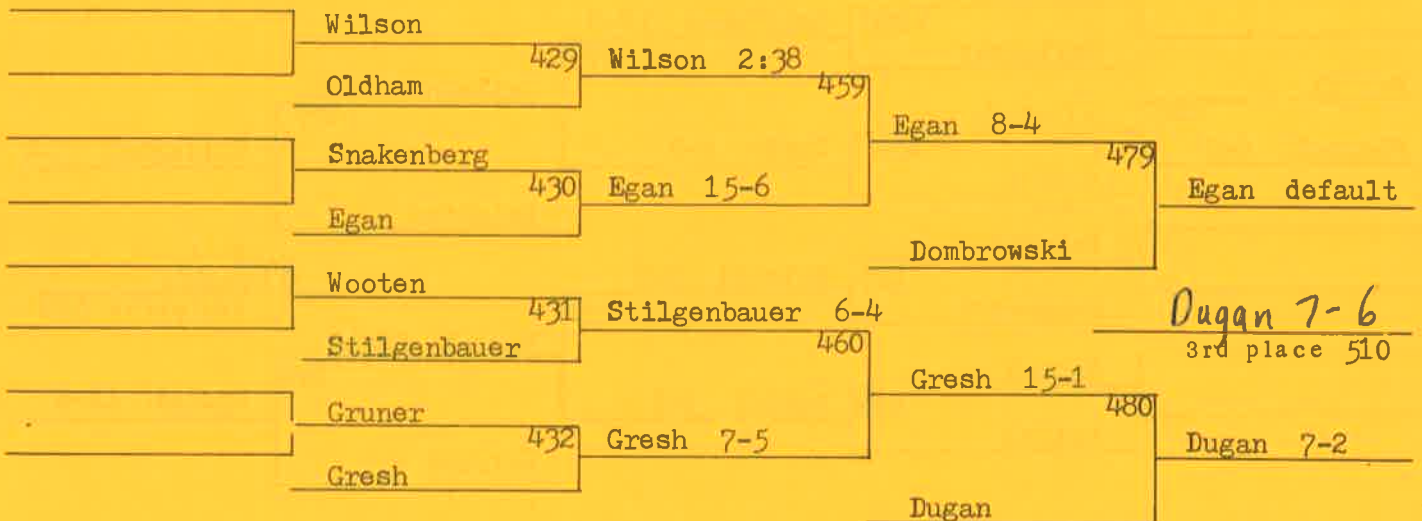 Wilson
429
Oldham
Wilson 2:38
459
Snakenberg
430
Egan
Egan 15-6
Egan 8-4
479
Dombrowski
Egan default
Wooten
431
Stilgenbauer
Stilgenbauer 6-4
460
Gruner
432
Gresh
Gresh 7-5
Gresh 15-1
480
Dugan
Dugan 7-6
3rd place 510
Dugan 7-2